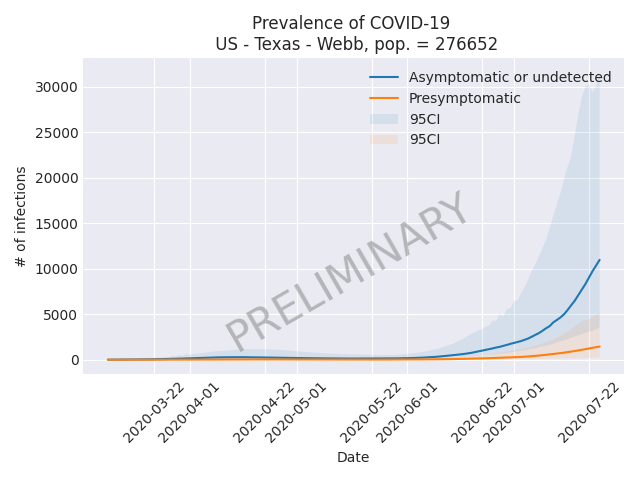 Prevalence of COVID-19
US - Texas - Webb, pop. = 276652
Asymptomatic or undetected
Presymptomatic
95CI
95CI
30000
25000
20000
15000
10000
5000
0
# of infections
PRELIMINARY
2020-03-22
2020-04-01
2020-04-22
2020-05-01
2020-05-22
2020-06-01
2020-06-22
2020-07-01
2020-07-22
Date